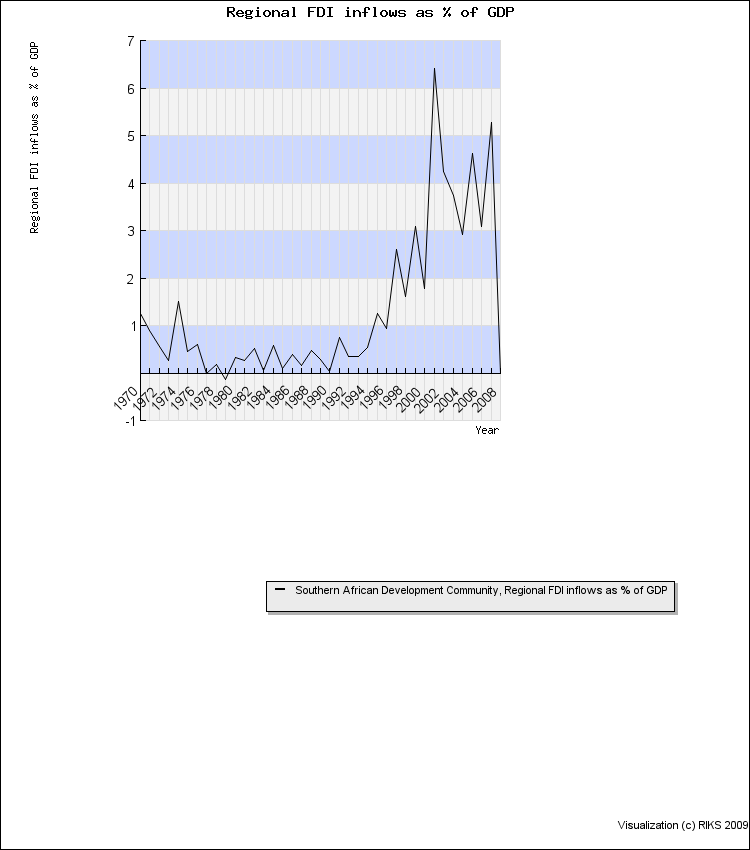 Regional FDI inflows as % of GDP
Regional FDI inflows as % of GDP
7
6
5
4
3
2
1
-1
1970 1972 1974 1976 1978 1980 1982 1984 1986 1988 1990 1992 1994 1996 1998 2000 2002 2004 2006 2008
Year
Southern African Development Community, Regional FDI inflows as % of GDP
Visualization (c) RIKS 2009